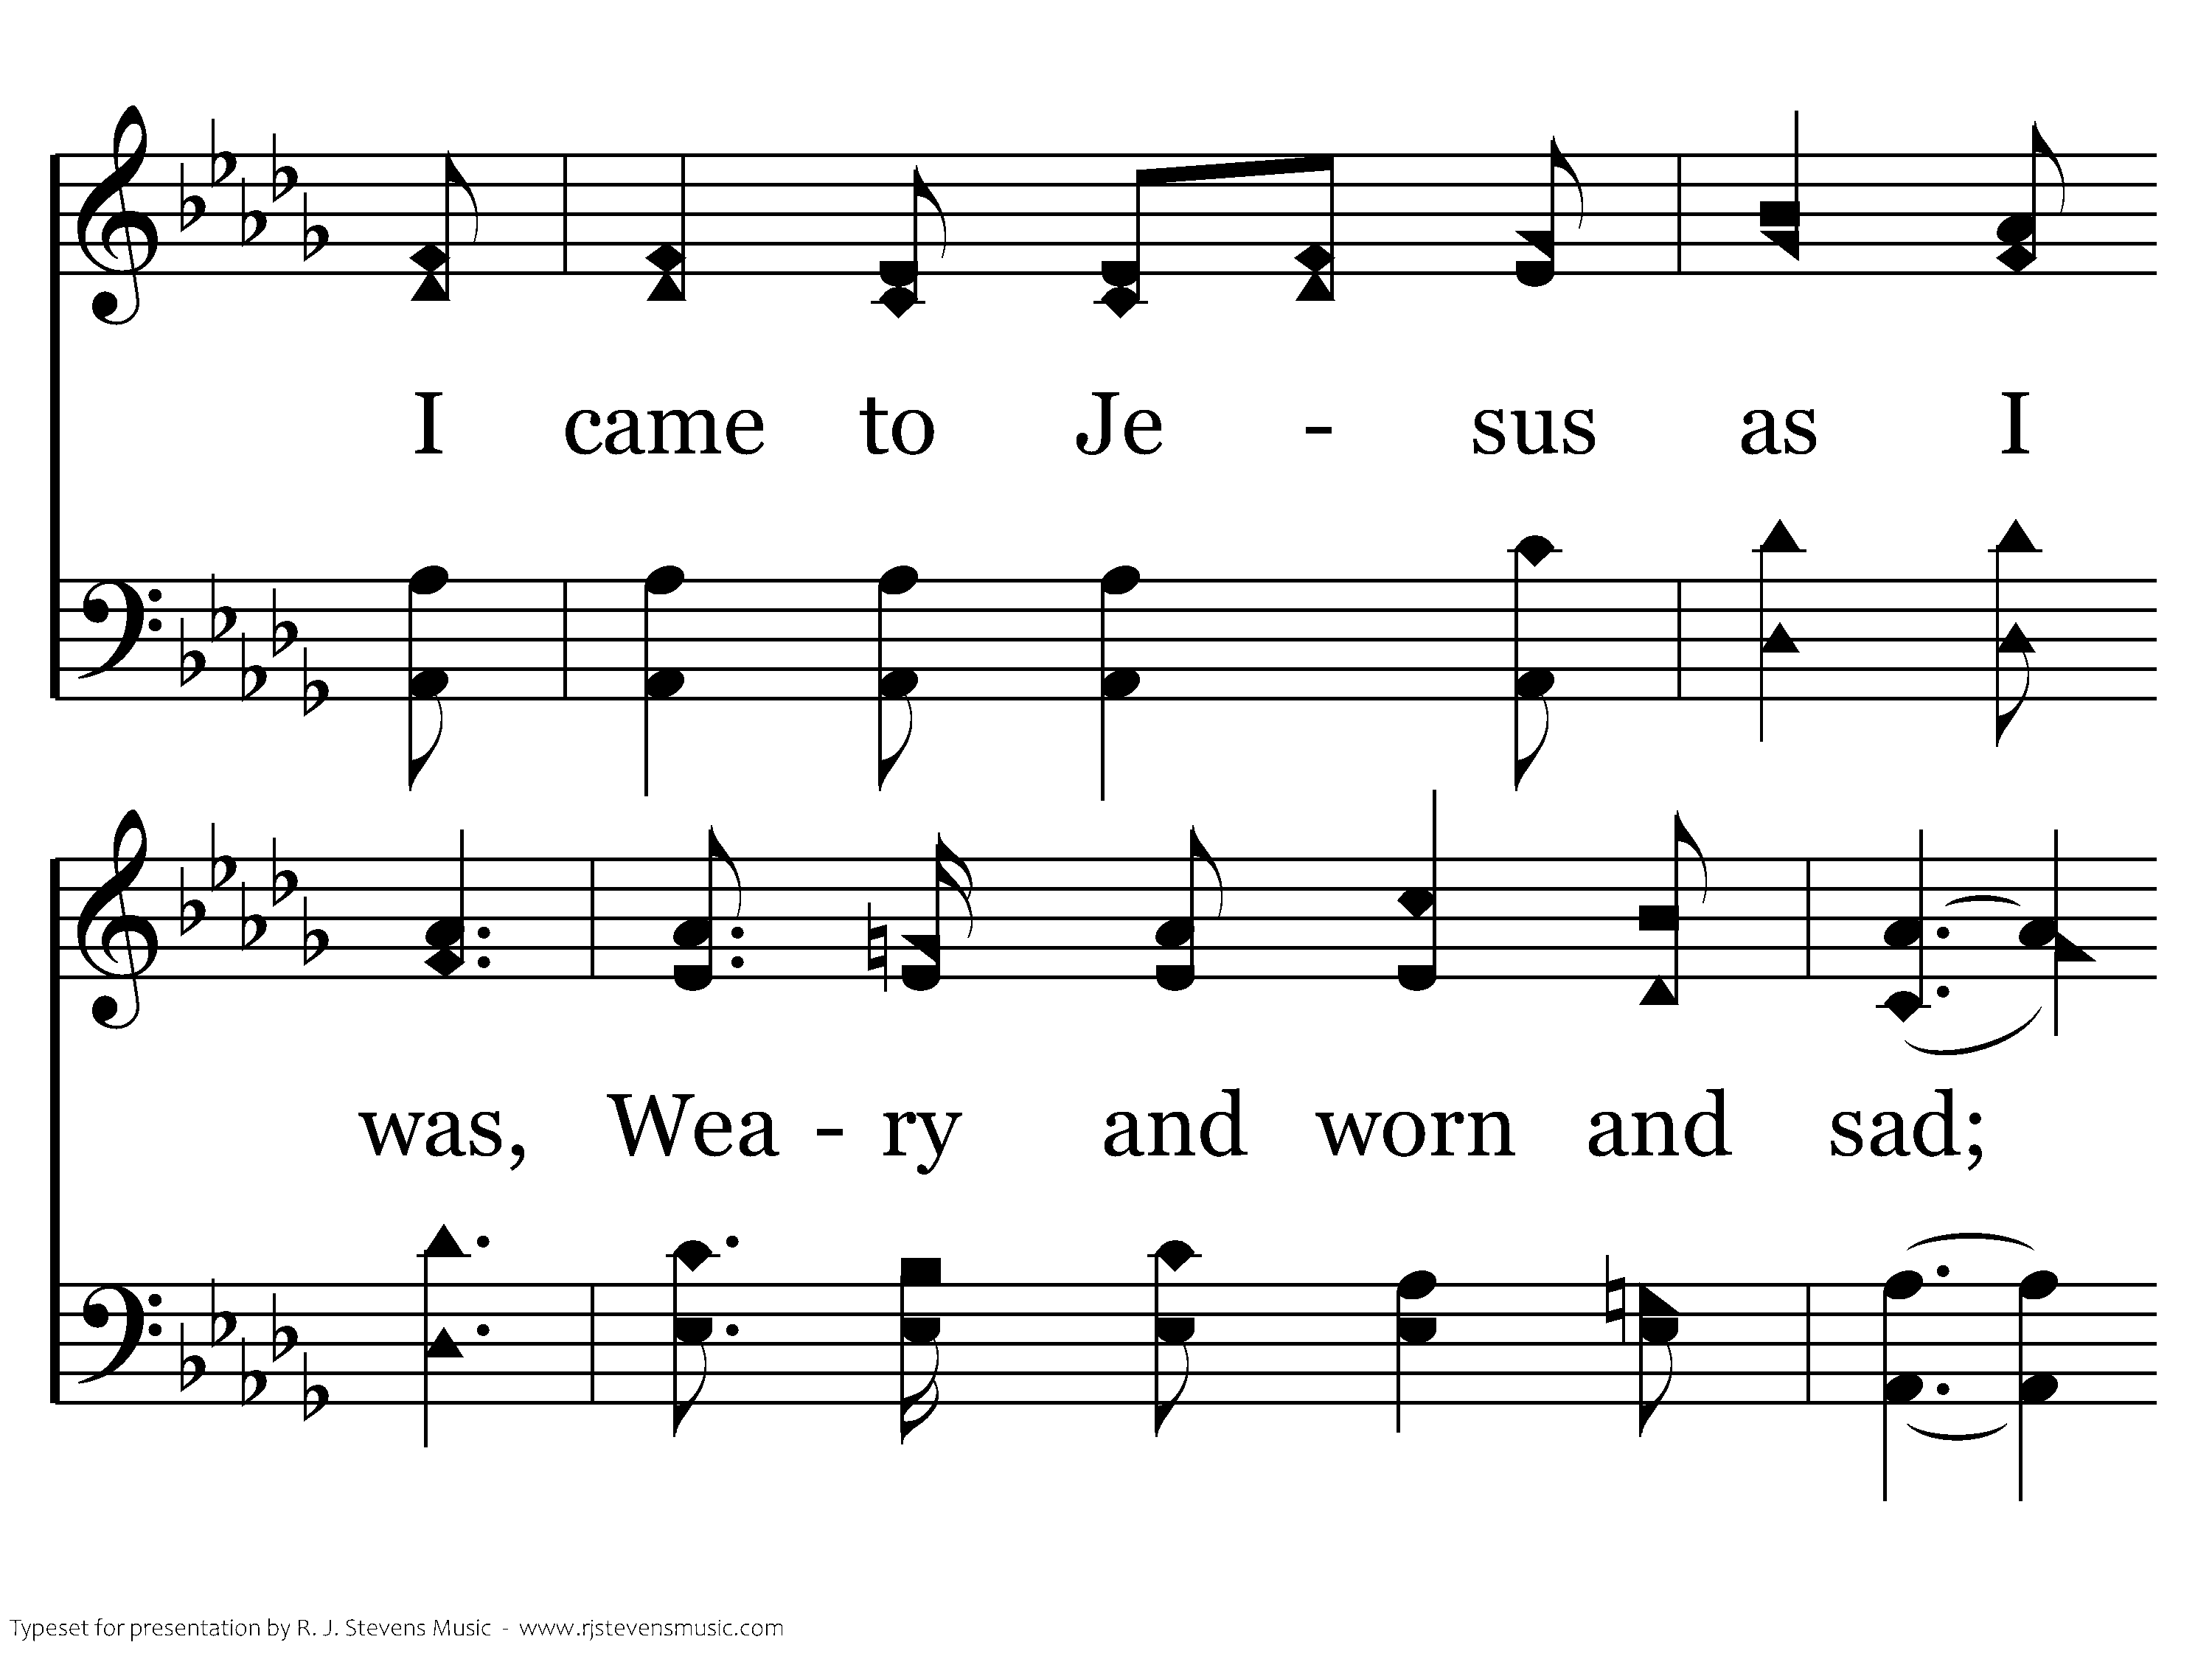 I came to Je - sus as I
was, Wea - ry and worn and sad;
Typeset for presentation by R. J. Stevens Music - www.rjstevensmusic.com